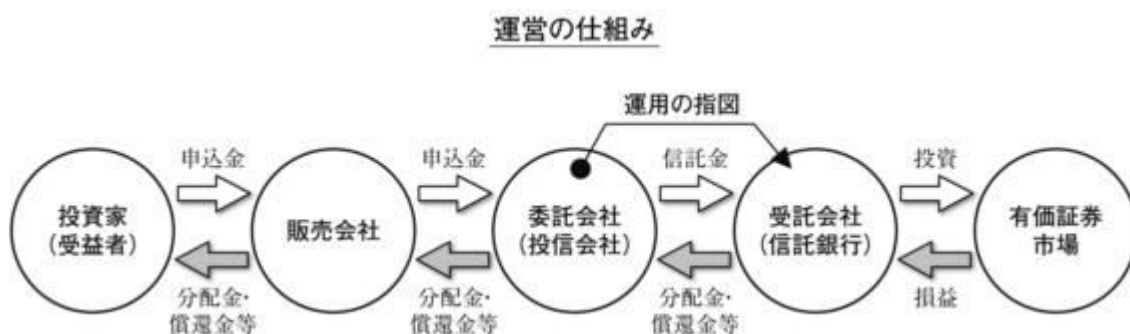 運営の仕組み
運用の指図
申込金
申込金
信託金
投資
投資家
(受益者)
販売会社
委託会社
(投信会社)
受託会社
(信託銀行)
有価証券
市場
分配金・
償還金等
分配金・
償還金等
分配金・
償還金等
損益